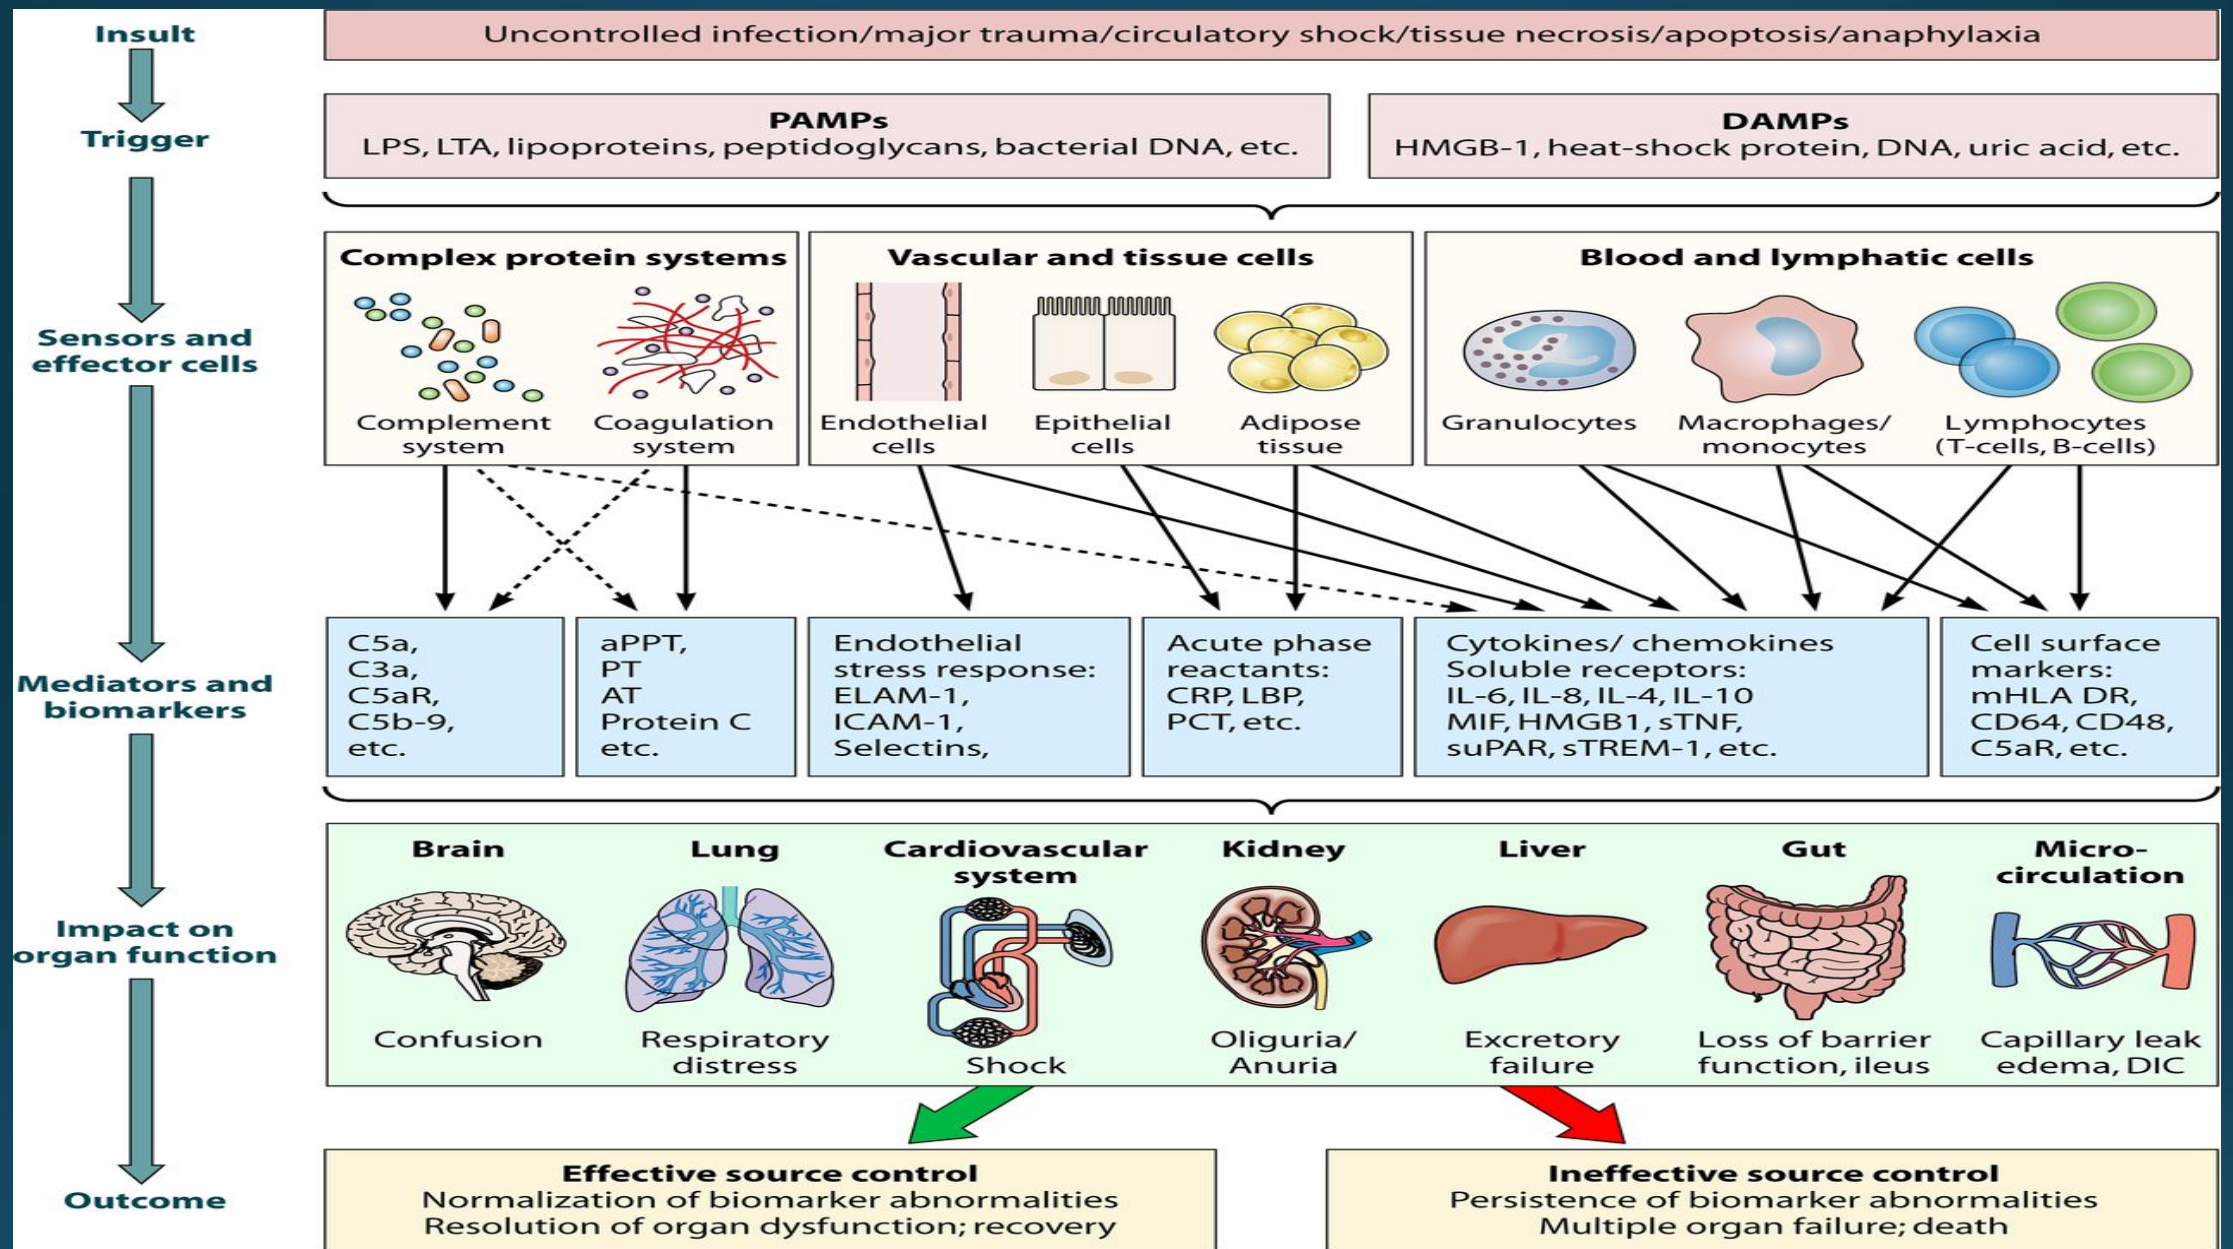 Insult
Uncontrolled infection/major trauma/circulatory shock/tissue necrosis/apoptosis/anaphylaxia
Trigger
PAMPs
LPS, LTA, lipoproteins, peptidoglycans, bacterial DNA, etc.
DAMPs
HMGB-1, heat-shock protein, DNA, uric acid, etc.
Sensors and
effector cells
Complex protein systems
Complement
system
Coagulation
system
Vascular and tissue cells
Endothelial
cells
Epithelial
cells
Adipose
tissue
Blood and lymphatic cells
Granulocytes
Macrophages/
monocytes
Lymphocytes
(T-cells, B-cells)
Mediators and
biomarkers
C5a,
C3a,
C5aR,
C5b-9,
etc.
aPPT,
PT
AT
Protein C
etc.
Endothelial
stress response:
ELAM-1,
ICAM-1,
Selectins,
Acute phase
reactants:
CRP, LBP,
PCT, etc.
Cytokines/ chemokines
Soluble receptors:
IL-6, IL-8, IL-4, IL-10
MIF, HMGB1, sTNF,
suPAR, sTREM-1, etc.
Cell surface
markers:
mHLA DR,
CD64, CD48,
C5aR, etc.
Impact on
organ function
Brain
Confusion
Lung
Respiratory
distress
Cardiovascular
system
Shock
Kidney
Oliguria/
Anuria
Liver
Excretory
failure
Gut
Loss of barrier
function, ileus
Micro-
circulation
Capillary leak
edema, DIC
Outcome
Effective source control
Normalization of biomarker abnormalities
Resolution of organ dysfunction; recovery
Ineffective source control
Persistence of biomarker abnormalities
Multiple organ failure; death